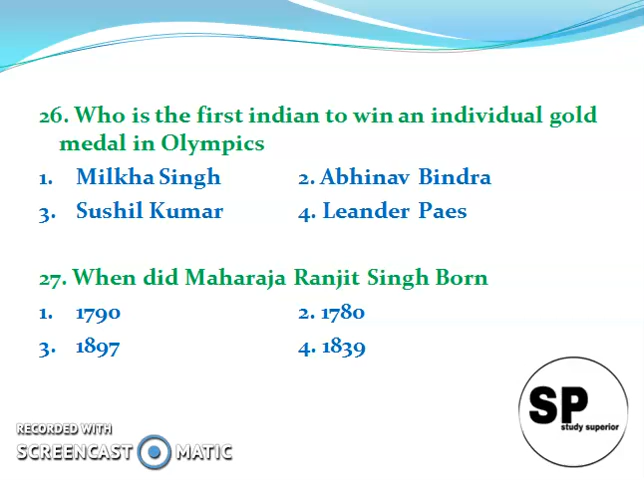 26. Who is the first indian to win an individual gold
medal in Olympics
1. Milkha Singh 2. Abhinav Bindra
3. Sushil Kumar 4. Leander Paes
27. When did Maharaja Ranjit Singh Born
1. 1790 2. 1780
3. 1897 4. 1839
SP
study superior
RECORDED WITH
SCREENCAST MATIC